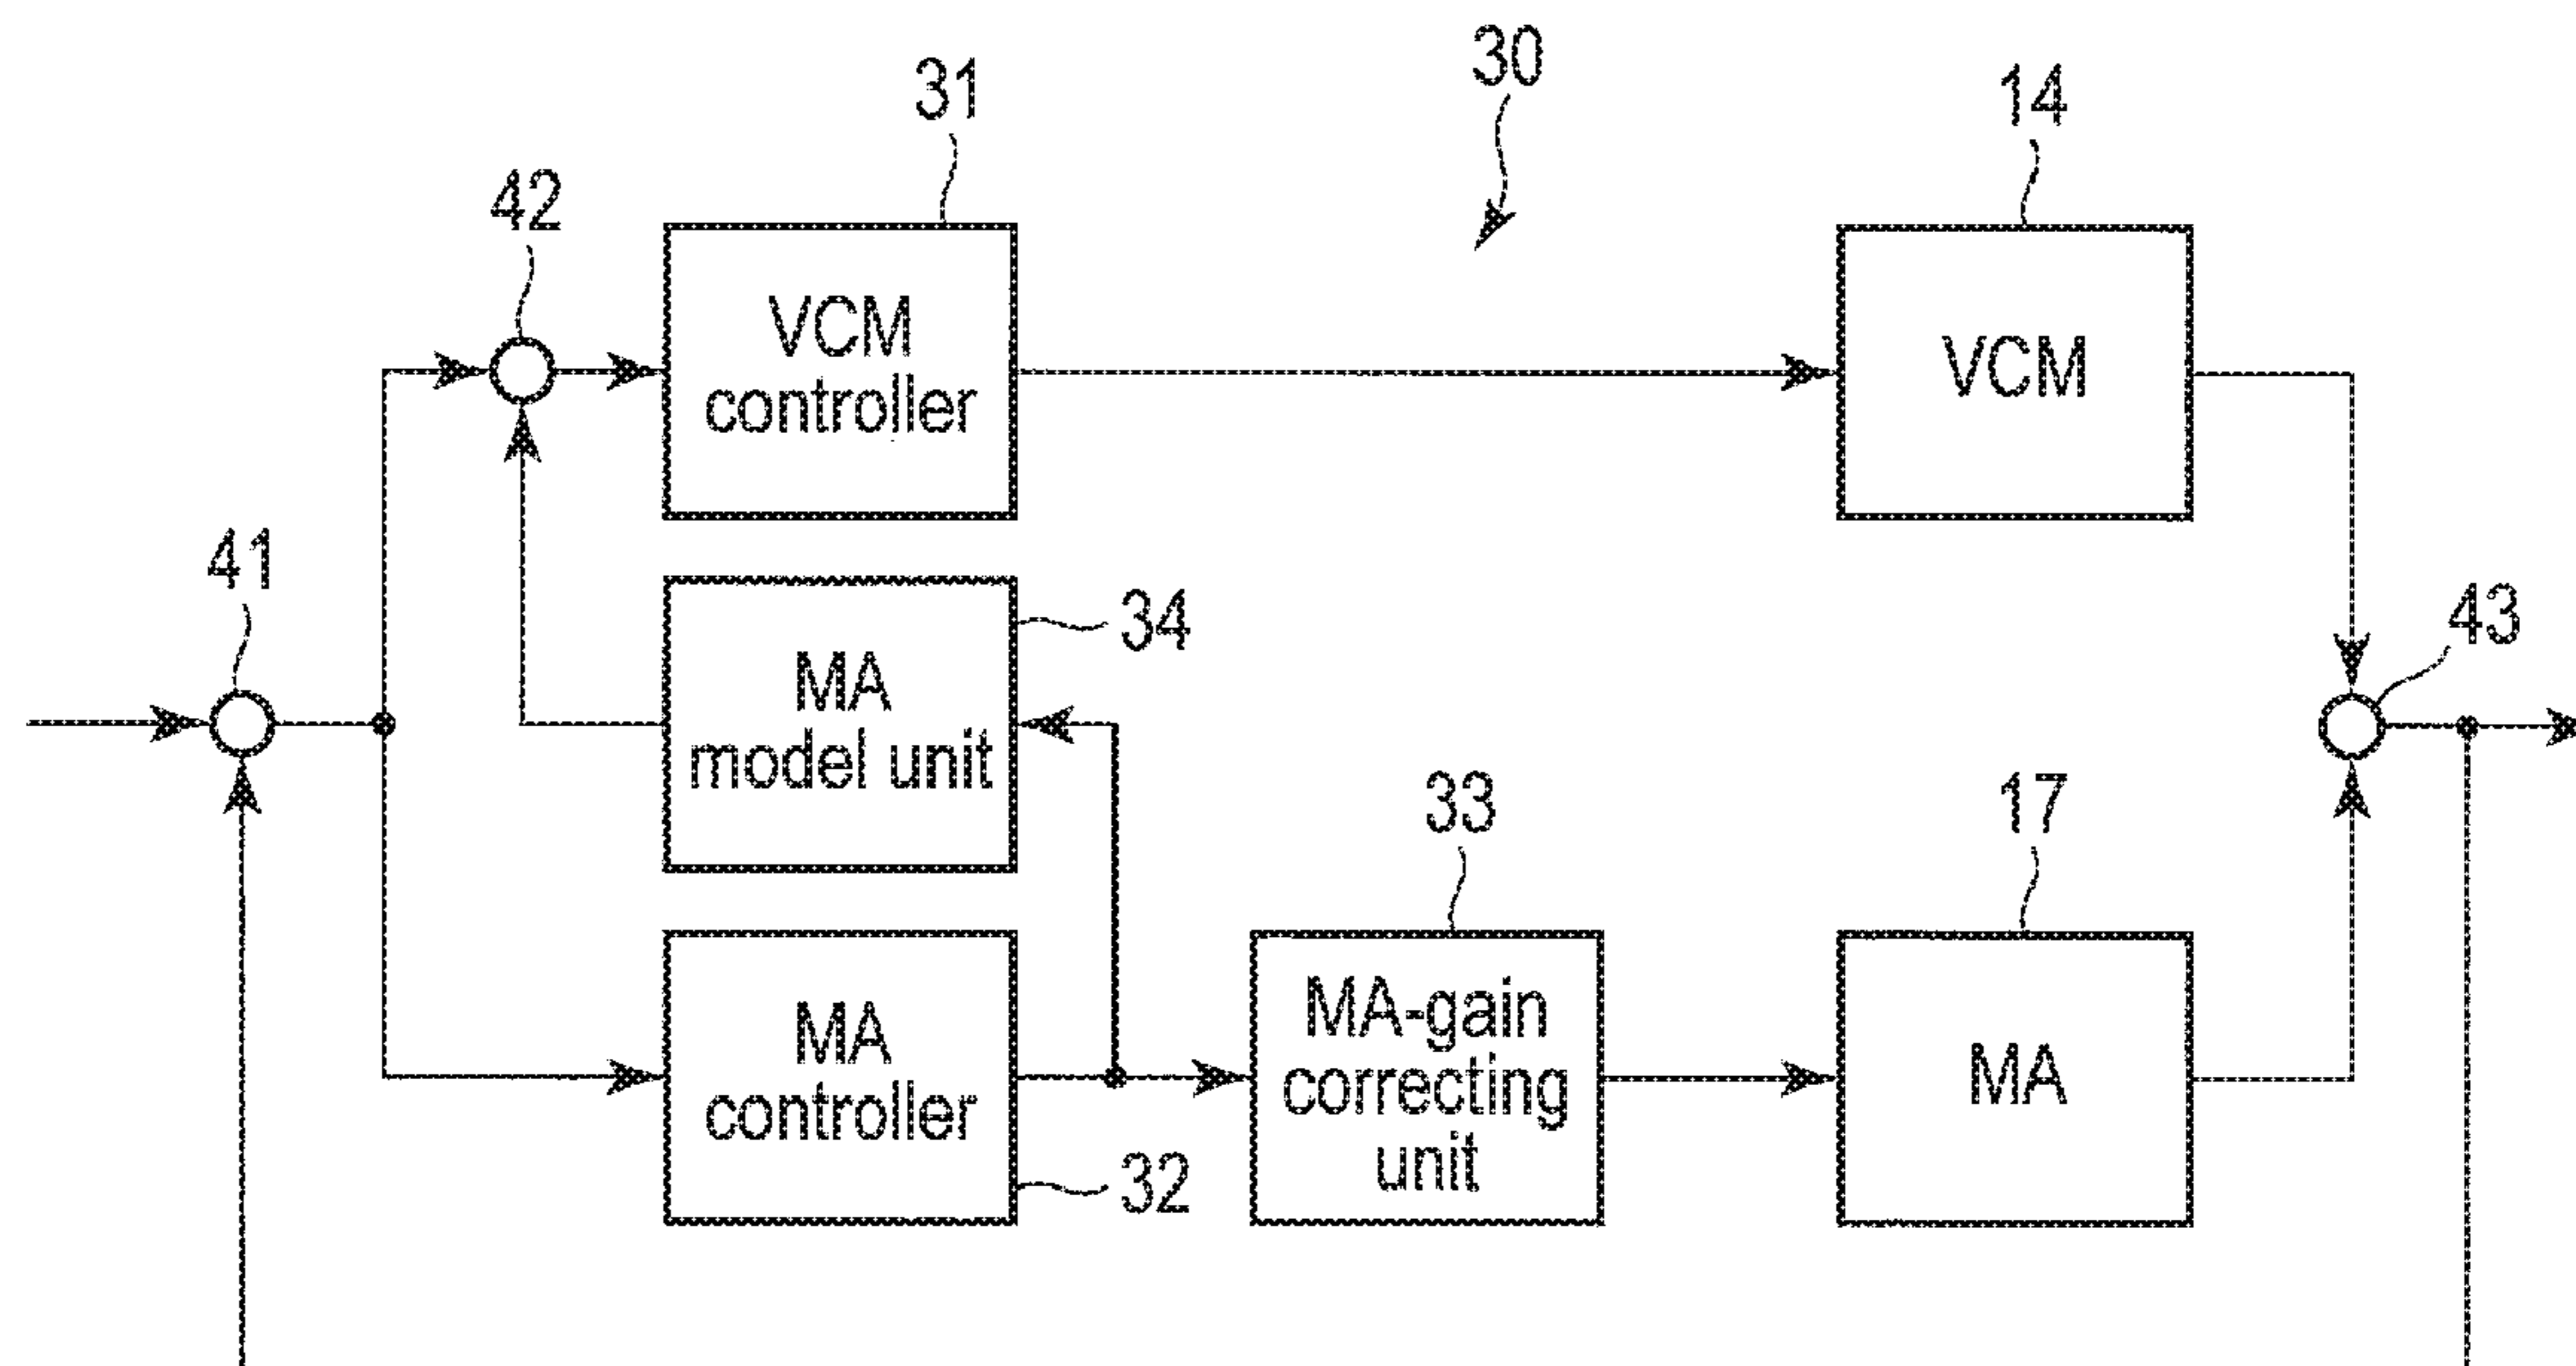 30
31
14
42
VCM
controller
VCM
41
34
43
MA
model unit
33
17
MA
controller
32
MA-gain
correcting
unit
MA